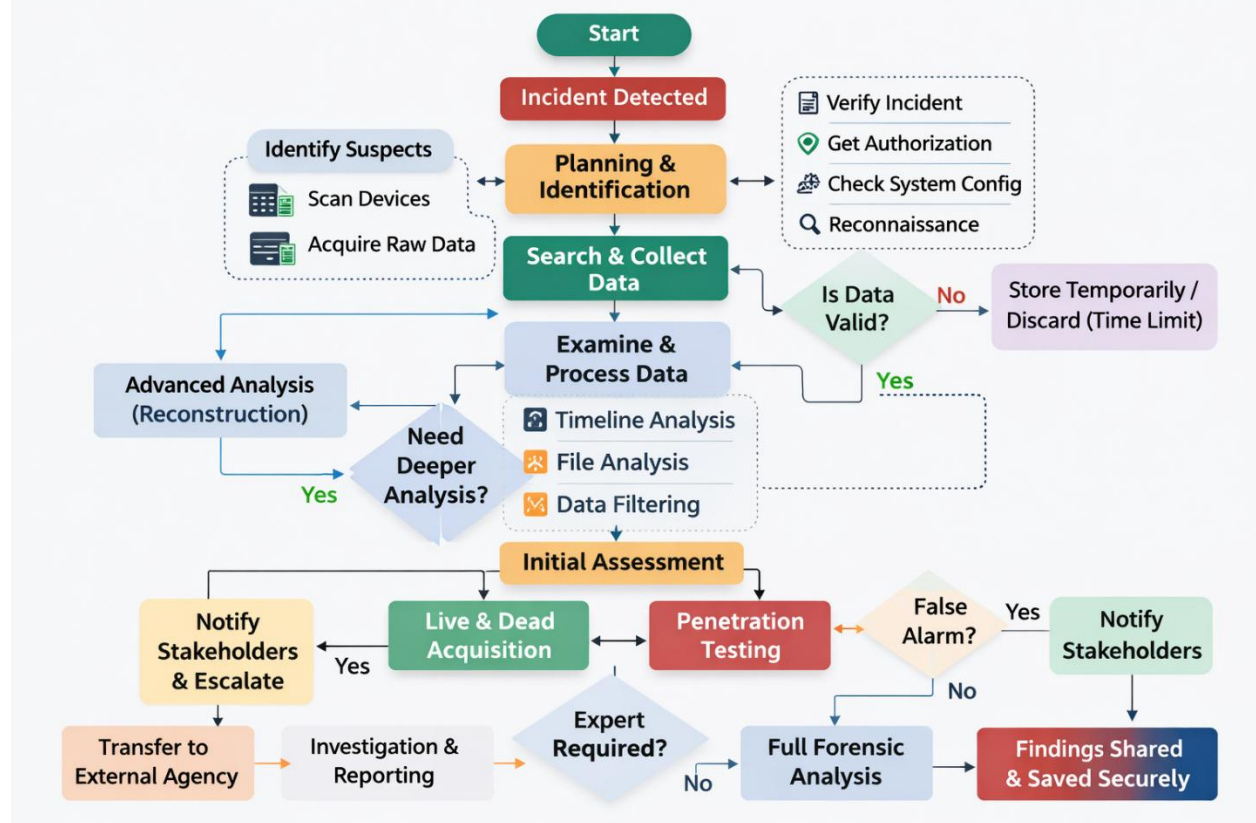 Start
Incident Detected
Identify Suspects
Scan Devices
Acquire Raw Data
Planning &
Identification
Verify Incident
Get Authorization
Check System Config
Reconnaissance
Search & Collect
Data
Is Data
Valid?
No
Store Temporarily /
Discard (Time Limit)
Yes
Examine &
Process Data
Advanced Analysis
(Reconstruction)
Need
Deeper
Analysis?
Yes
Timeline Analysis
File Analysis
Data Filtering
Initial Assessment
Notify
Stakeholders
& Escalate
Yes
Live & Dead
Acquisition
Penetration
Testing
False
Alarm?
Yes
Notify
Stakeholders
No
Transfer to
External Agency
Investigation &
Reporting
Expert
Required?
No
Full Forensic
Analysis
Findings Shared
& Saved Securely